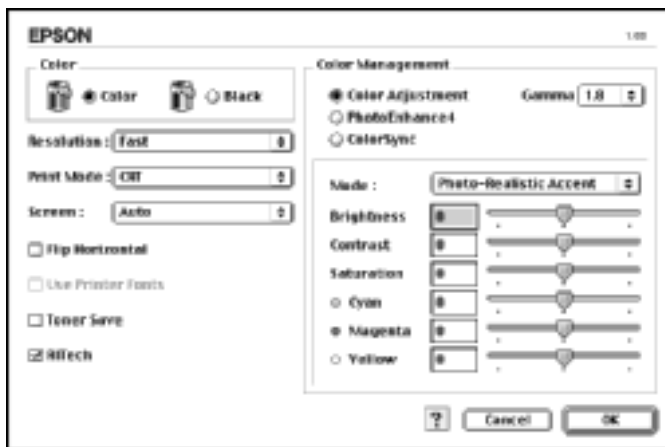 EPSON
1.00
Color
Color
Black
Resolution : Fast
Print Mode : CRT
Screen : Auto
Flip Horizontal
Use Printer Fonts
Toner Save
RITech
Color Management
Color Adjustment
Gamma 1.8
PhotoEnhance4
ColorSync
Mode : Photo-Realistic Accent
Brightness 0
Contrast 0
Saturation 0
Cyan 0
Magenta 0
Yellow 0
? Cancel OK